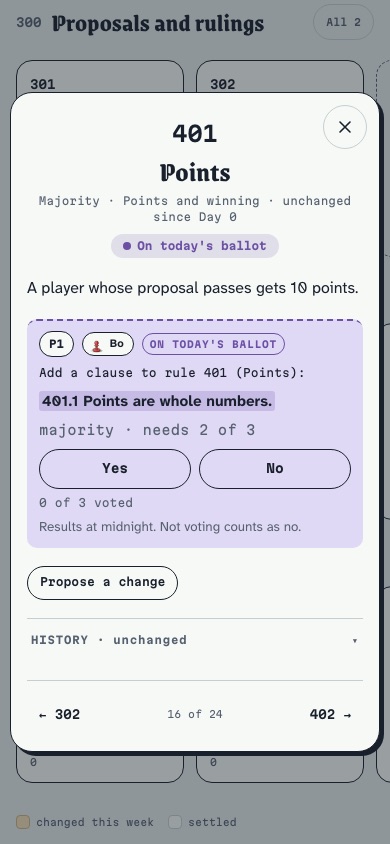 300 Proposals and rulings All 2
301 302
401
Points
Majority · Points and winning · unchanged
since Day 0
On today's ballot
A player whose proposal passes gets 10 points.
P1 Bo ON TODAY'S BALLOT
Add a clause to rule 401 (Points):
401.1 Points are whole numbers.
majority · needs 2 of 3
Yes No
0 of 3 voted
Results at midnight. Not voting counts as no.
Propose a change
HISTORY · unchanged ▾
← 302 16 of 24 402 →
0 0
changed this week settled